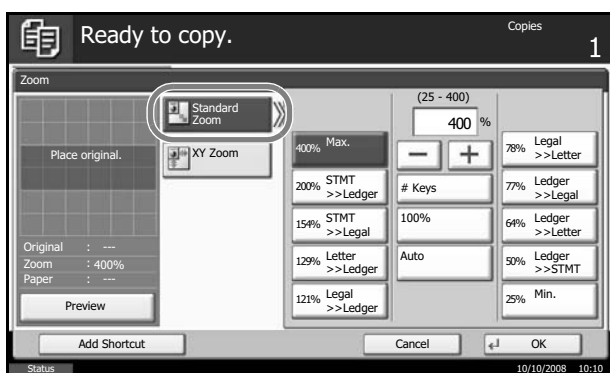 Ready to copy.
Copies
1
Zoom
Place original.
Original : ---
Zoom : 400%
Paper : ---
Preview
Standard
Zoom
XY Zoom
400% Max.
200% STMT
>>Ledger
154% STMT
>>Legal
129% Letter
>>Ledger
121% Legal
>>Ledger
(25 - 400)
400 %
# Keys
100%
Auto
78% Legal
>>Letter
77% Ledger
>>Legal
64% Ledger
>>Letter
50% Ledger
>>STMT
25% Min.
Add Shortcut
Cancel
OK
Status
10/10/2008 10:10